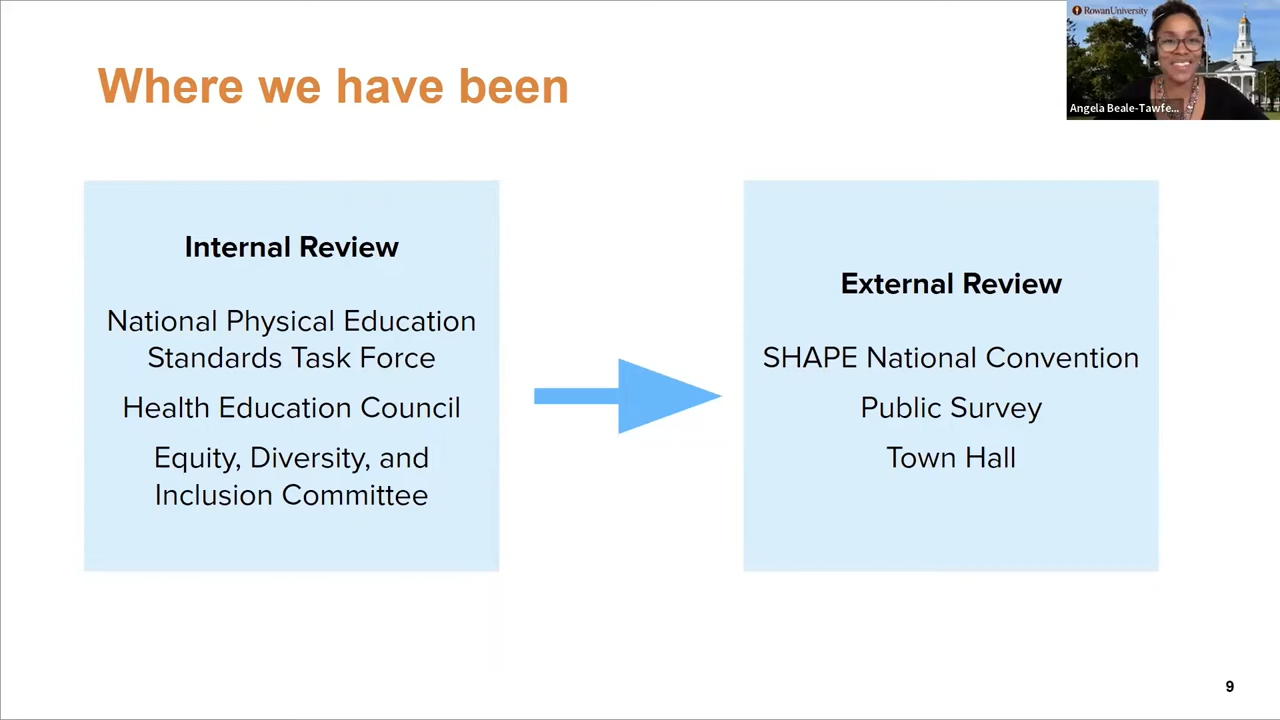 Where we have been
RowanUniversity
Angela Beale-Tawfe...
Internal Review
National Physical Education
Standards Task Force
Health Education Council
Equity, Diversity, and
Inclusion Committee
External Review
SHAPE National Convention
Public Survey
Town Hall
9